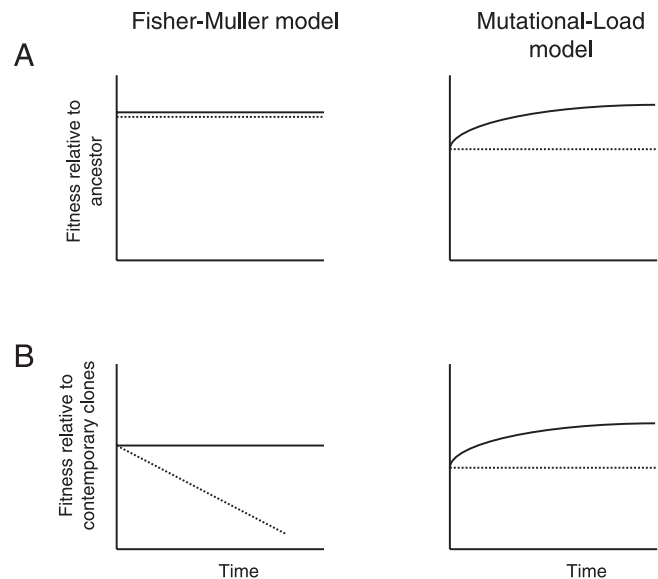 Fisher-Muller model
Mutational-Load
model
A
Fitness relative to
ancestor
B
Fitness relative to
contemporary clones
Time
Time